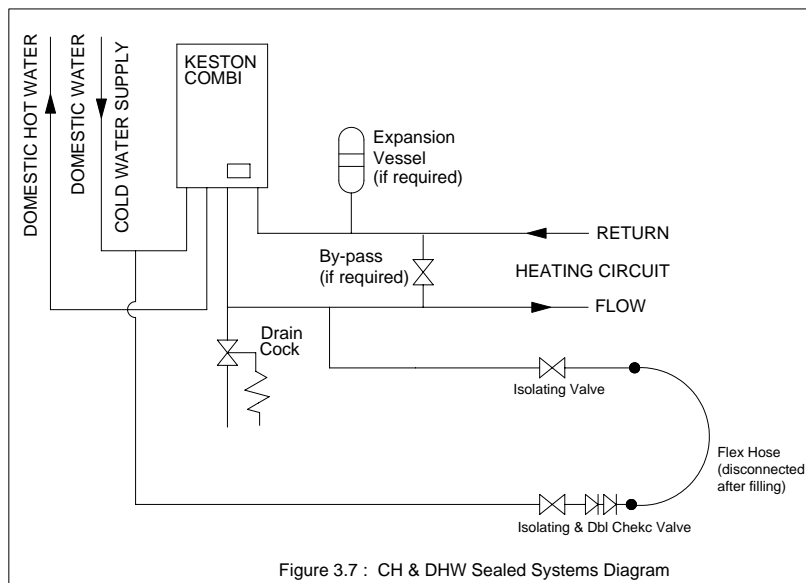 DOMESTIC HOT WATER
DOMESTIC WATER
COLD WATER SUPPLY
KESTON
COMBI
Expansion
Vessel
(if required)
RETURN
By-pass
(if required)
HEATING CIRCUIT
FLOW
Drain
Cock
Isolating Valve
Flex Hose
(disconnected
after filling)
Isolating & Dbl Chekc Valve
Figure 3.7 : CH & DHW Sealed Systems Diagram